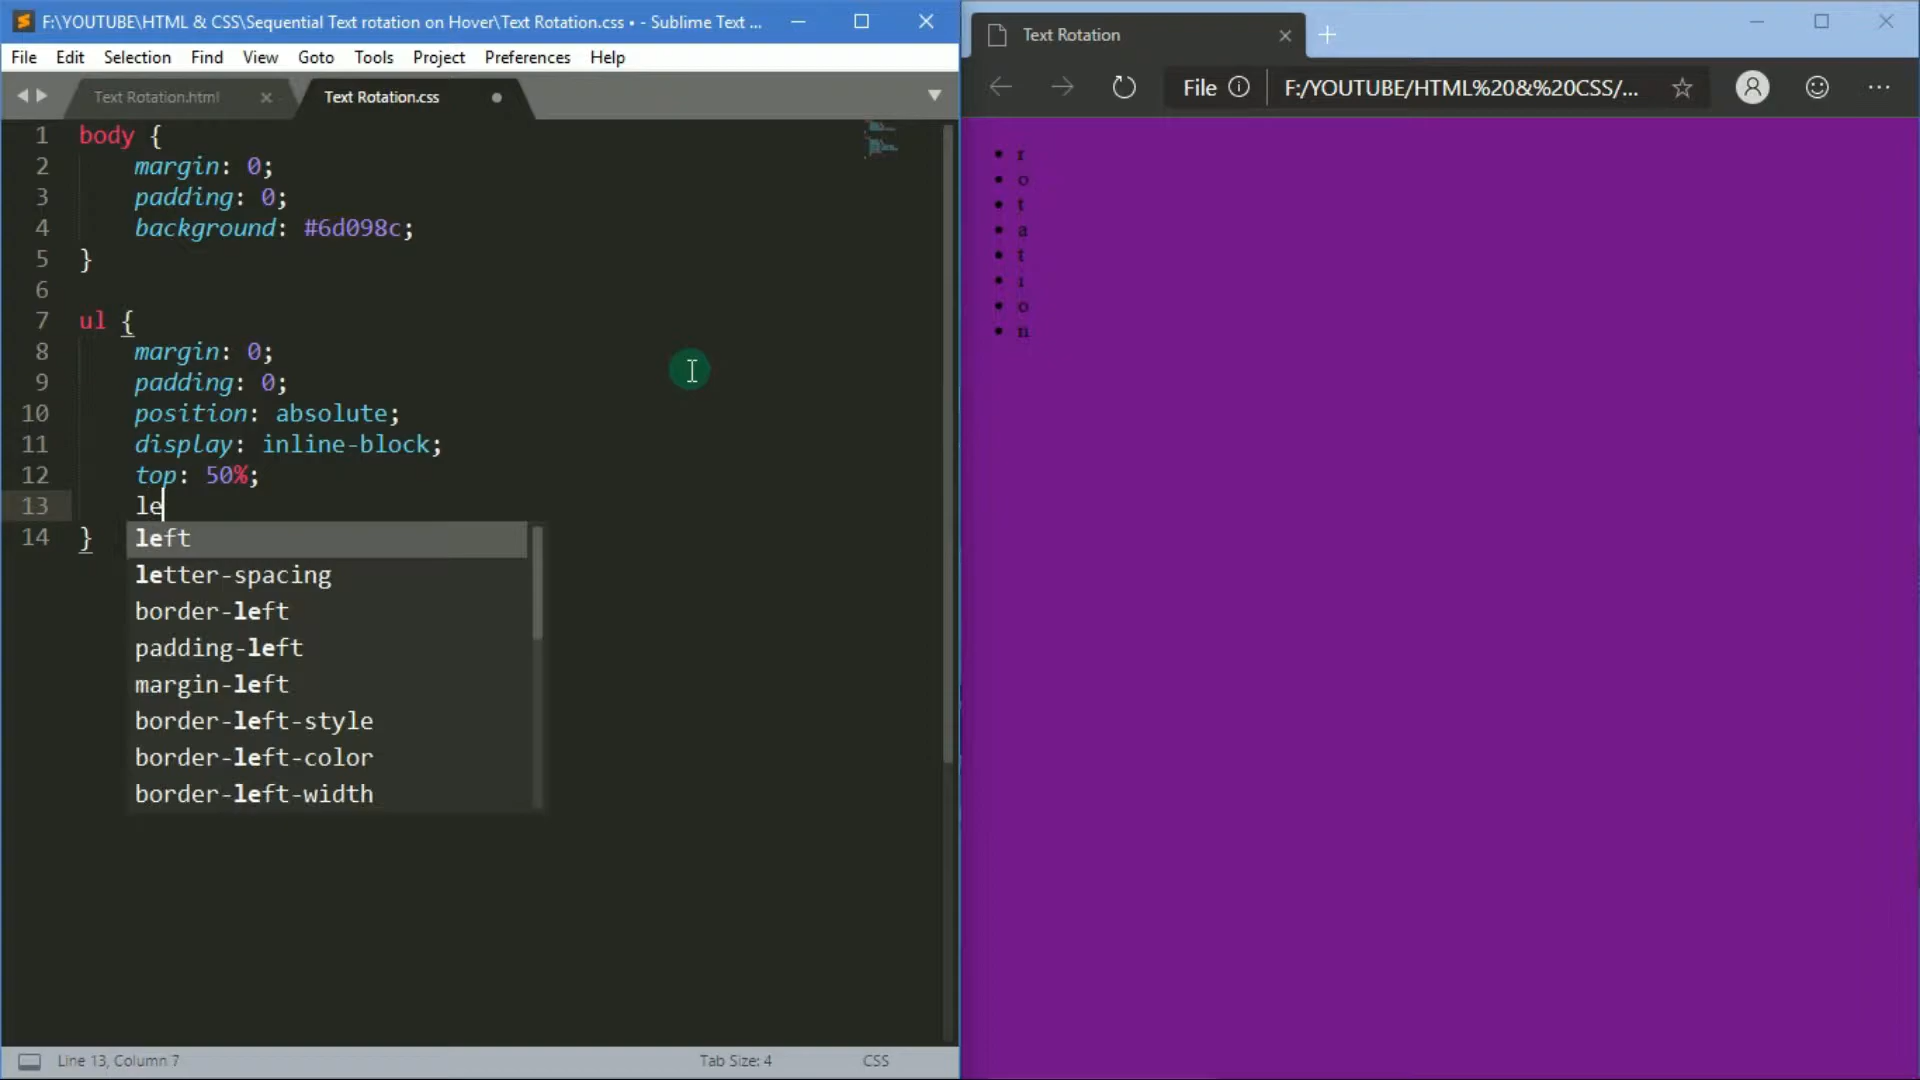 F:\YOUTUBE\HTML & CSS\Sequential Text rotation on Hover\Text Rotation.css • - Sublime Text ...
File Edit Selection Find View Goto Tools Project Preferences Help
Text Rotation.html Text Rotation.css
1 body {
2 margin: 0;
3 padding: 0;
4 background: #6d098c;
5 }
6
7 ul {
8 margin: 0;
9 padding: 0;
10 position: absolute;
11 display: inline-block;
12 top: 50%;
13 le
14 }
left
letter-spacing
border-left
padding-left
margin-left
border-left-style
border-left-color
border-left-width
Line 13, Column 7 Tab Size: 4 CSS
Text Rotation
File F:/YOUTUBE/HTML%20&%20CSS/...
• r
• o
• t
• a
• t
• i
• o
• n